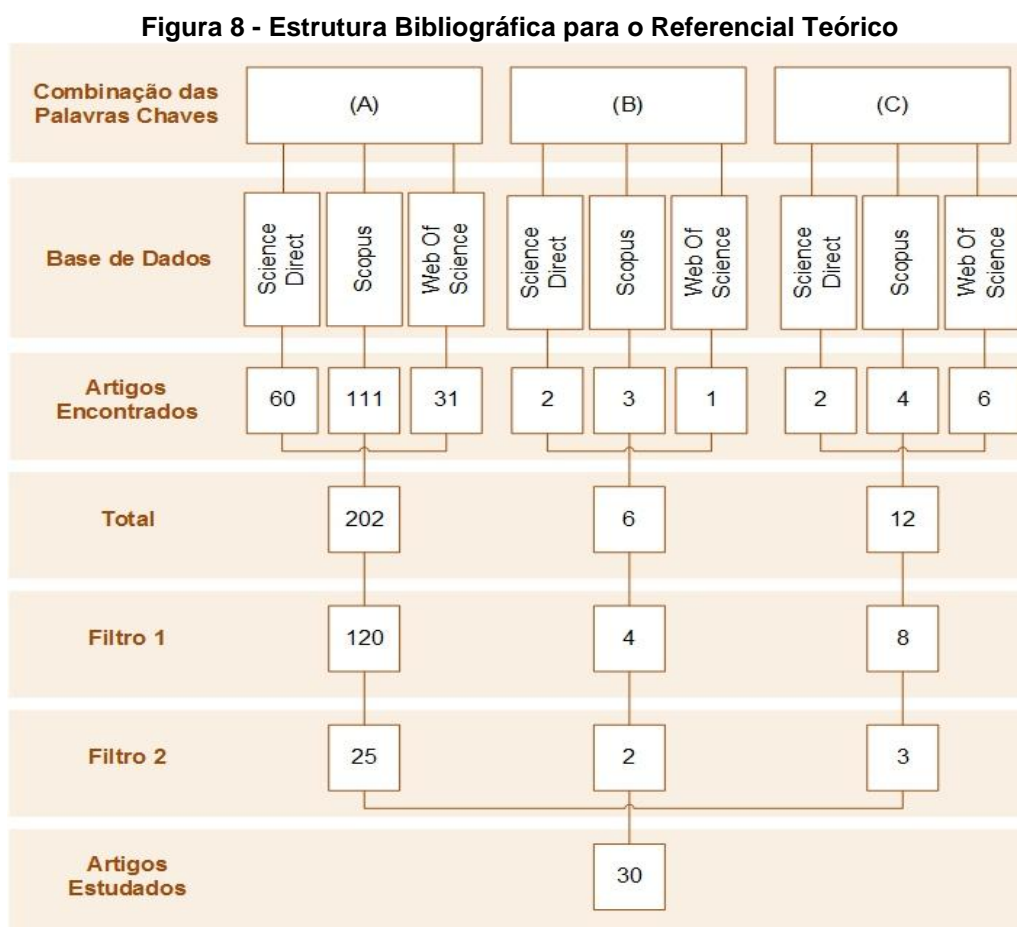 Figura 8 - Estrutura Bibliográfica para o Referencial Teórico
Combinação das
Palavras Chaves
(A)
(B)
(C)
Base de Dados
Science
Direct
Scopus
Web Of
Science
Science
Direct
Scopus
Web Of
Science
Science
Direct
Scopus
Web Of
Science
Artigos
Encontrados
60
111
31
2
3
1
2
4
6
Total
202
6
12
Filtro 1
120
4
8
Filtro 2
25
2
3
Artigos
Estudados
30